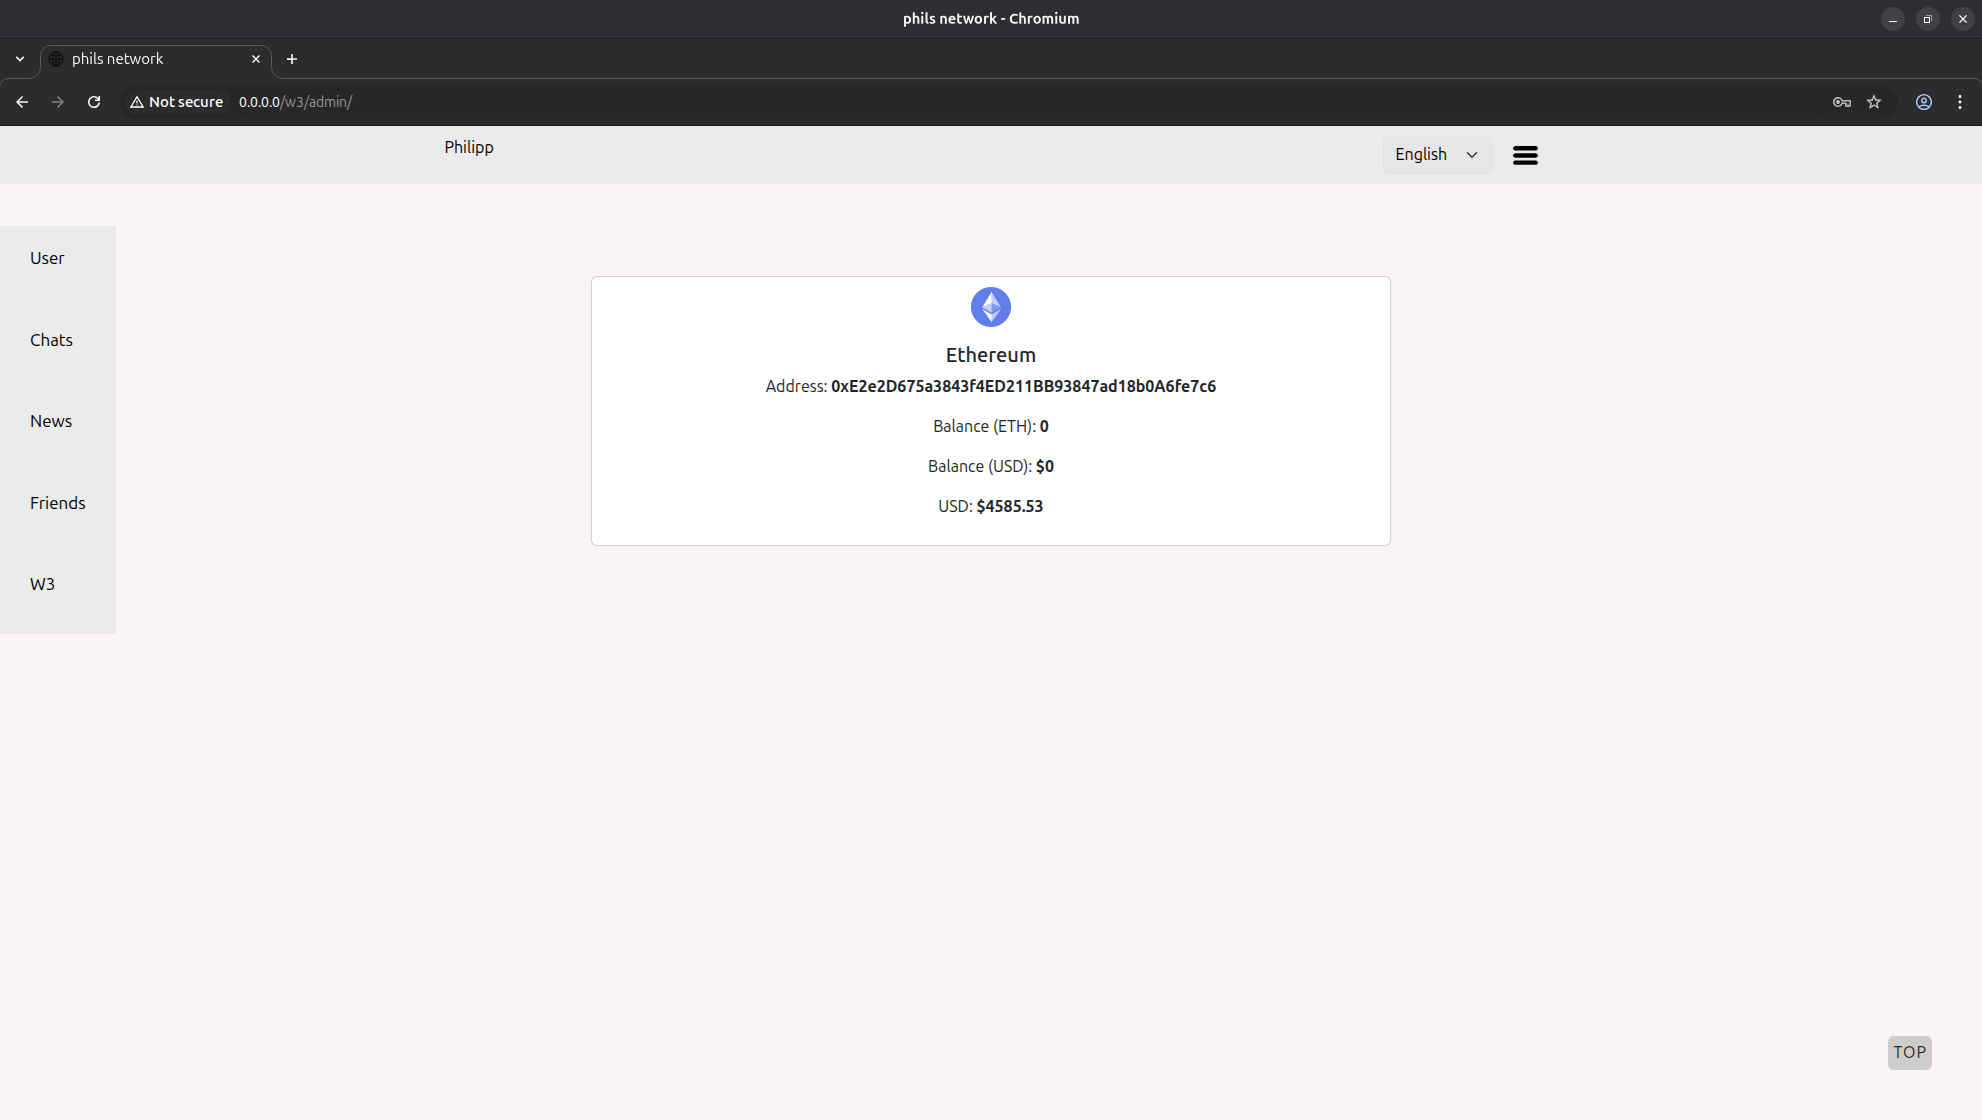 phils network - Chromium
phils network
Not secure 0.0.0.0/w3/admin/
Philipp
English
User
Chats
News
Friends
W3
Ethereum
Address: 0xE2e2D675a3843f4ED211BB93847ad18b0A6fe7c6
Balance (ETH): 0
Balance (USD): $0
USD: $4585.53
TOP